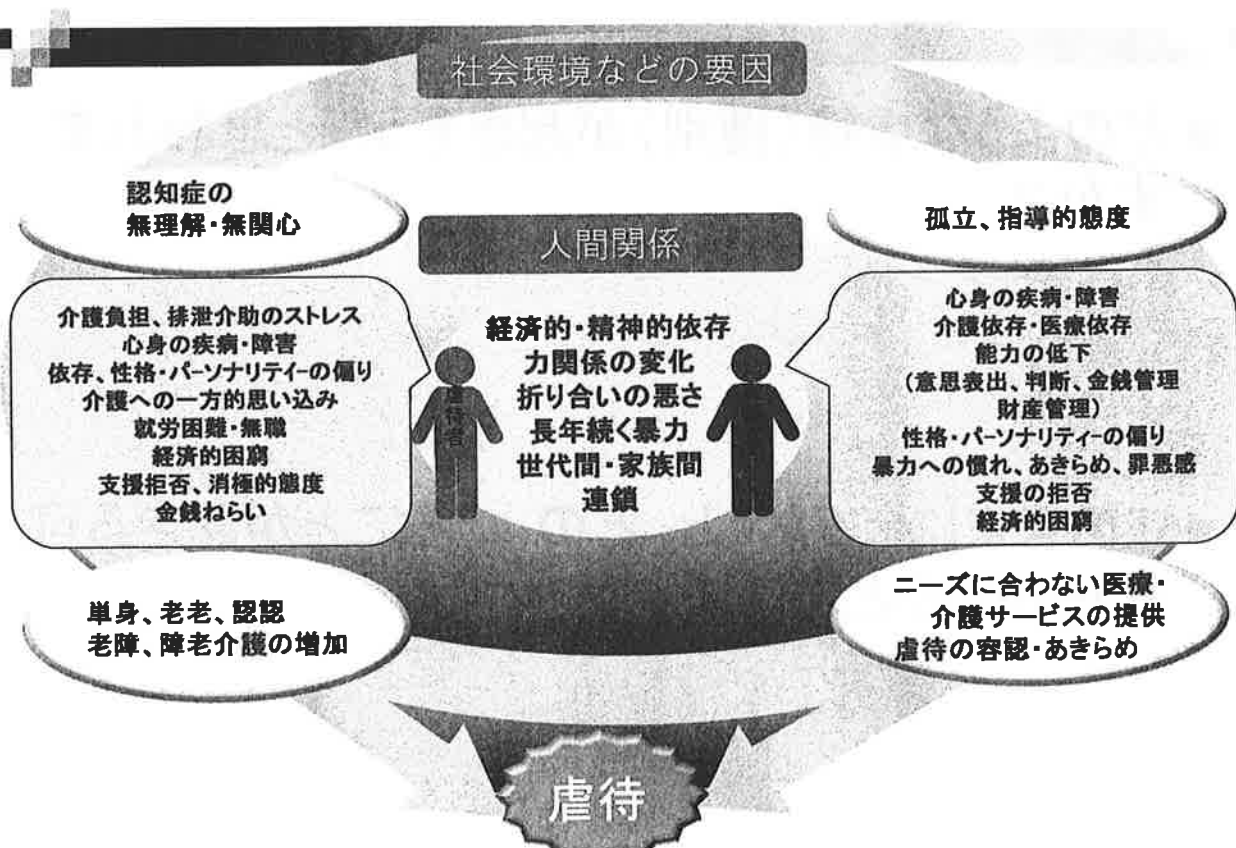 社会環境などの要因
認知症の
無理解・無関心
孤立、指導的態度
人間関係
介護負担、排泄介助のストレス
心身の疾病・障害
依存、性格・パーソナリティーの偏り
介護への一方的思い込み
就労困難・無職
経済的困窮
支援拒否、消極的態度
金銭ねらい
虐待者
経済的・精神的依存
力関係の変化
折り合いの悪さ
長年続く暴力
世代間・家族間
連鎖
心身の疾病・障害
介護依存・医療依存
能力の低下
(意思表出、判断、金銭管理
財産管理)
性格・パーソナリティーの偏り
暴力への慣れ、あきらめ、罪悪感
支援の拒否
経済的困窮
単身、老老、認認
老障、障老介護の増加
ニーズに合わない医療・
介護サービスの提供
虐待の容認・あきらめ
虐待